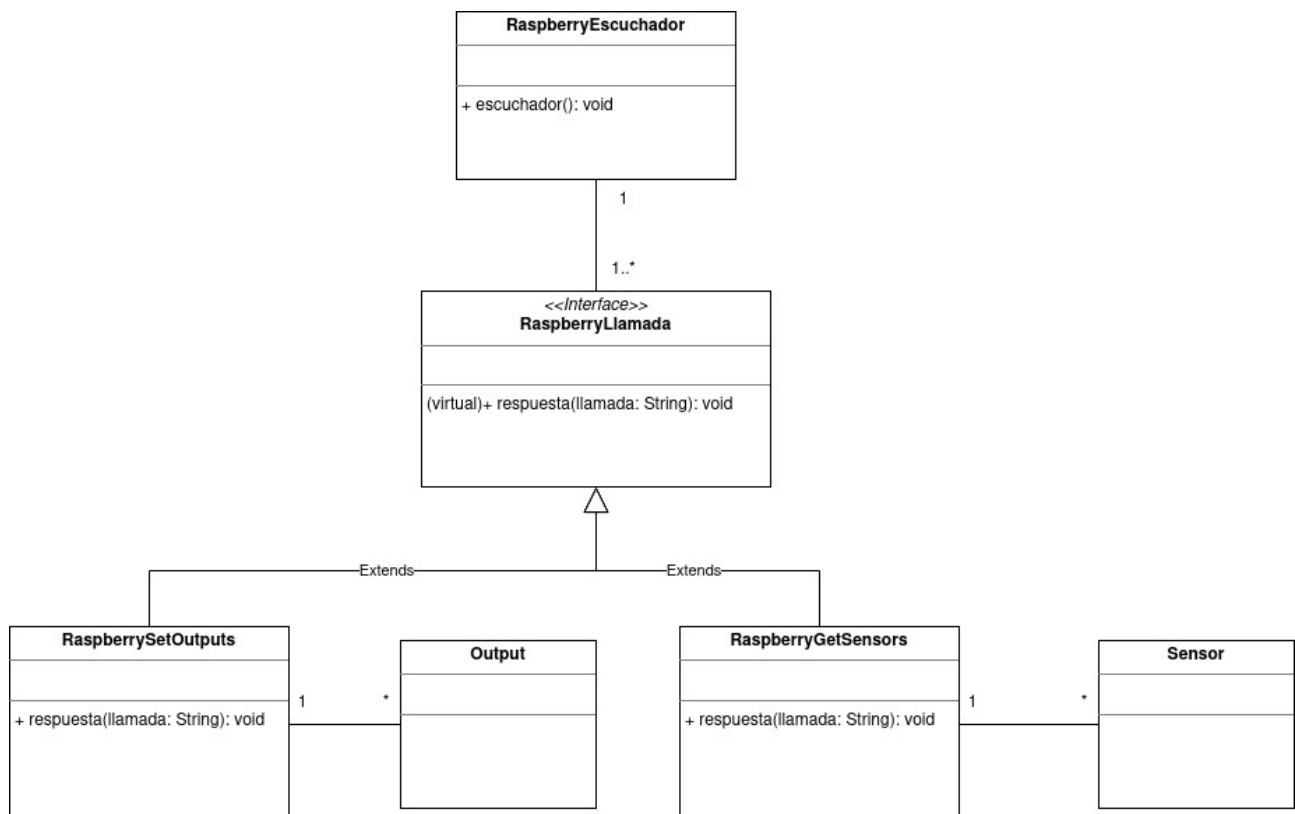 RaspberryEscuchador
+ escuchador(): void
1
1..*
<<Interface>>
RaspberryLlamada
(virtual)+ respuesta(llamada: String): void
Extends
Extends
RaspberrySetOutputs
+ respuesta(llamada: String): void
1
*
Output
RaspberryGetSensors
+ respuesta(llamada: String): void
1
*
Sensor